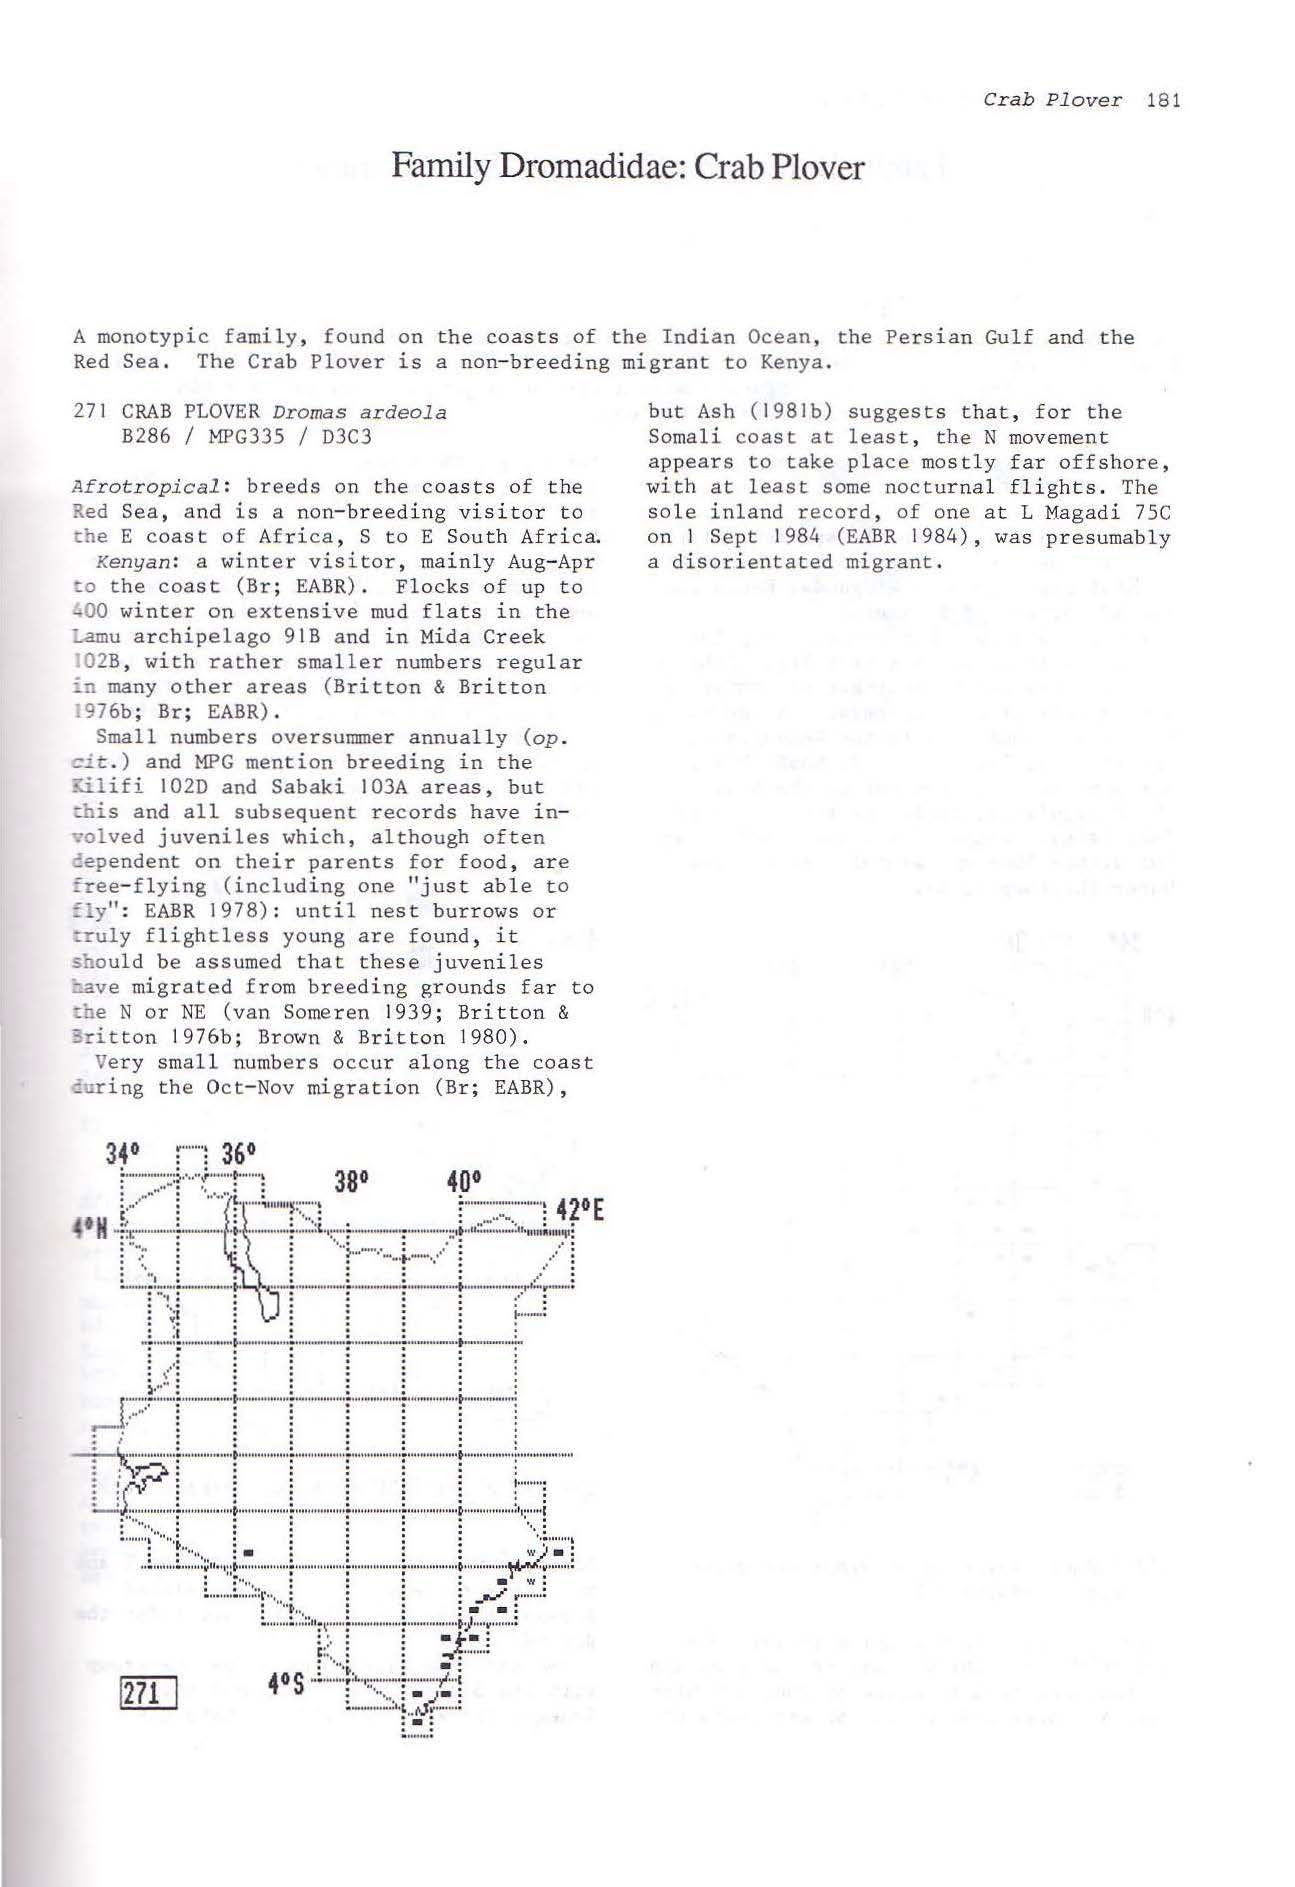 Crab Plover 181
Family Dromadidae: Crab Plover
A monotypic family, found on the coasts of the Indian Ocean, the Persian Gulf and the
Red Sea. The Crab Plover is a non-breeding migrant to Kenya.
271 CRAB PLOVER Dromas ardeola
B286 / MPG335 / D3C3
Afrotropical: breeds on the coasts of the
Red Sea, and is a non-breeding visitor to
the E coast of Africa, S to E South Africa.
Kenyan: a winter visitor, mainly Aug-Apr
to the coast (Br; EABR). Flocks of up to
400 winter on extensive mud flats in the
Lamu archipelago 91B and in Mida Creek
102B, with rather smaller numbers regular
in many other areas (Britton & Britton
1976b; Br; EABR).
Small numbers oversummer annually (op.
cit.) and MPG mention breeding in the
Kilifi 102D and Sabaki 103A areas, but
this and all subsequent records have in-
volved juveniles which, although often
dependent on their parents for food, are
free-flying (including one "just able to
fly": EABR 1978): until nest burrows or
truly flightless young are found, it
should be assumed that these juveniles
have migrated from breeding grounds far to
the N or NE (van Someren 1939; Britton &
Britton 1976b; Brown & Britton 1980).
Very small numbers occur along the coast
during the Oct-Nov migration (Br; EABR),
but Ash (1981b) suggests that, for the
Somali coast at least, the N movement
appears to take place mostly far offshore,
with at least some nocturnal flights. The
sole inland record, of one at L Magadi 75C
on 1 Sept 1984 (EABR 1984), was presumably
a disorientated migrant.
34° 36°
38° 40°
42°E
4°N
w
w
4°S
271